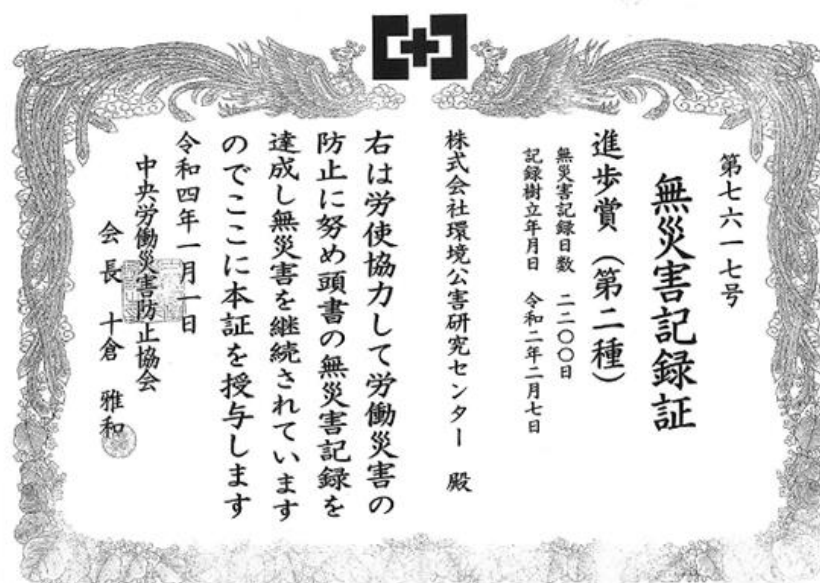 第七六一七号
無災害記録証
進歩賞（第二種）
無災害記録日数　二二〇〇日
記録樹立年月日　令和二年二月七日
株式会社環境公害研究センター　殿
右は労使協力して労働災害の
防止に努め頭書の無災害記録を
達成し無災害を継続されています
のでここに本証を授与します
令和四年一月一日
中央労働災害防止協会
会長　十倉　雅和